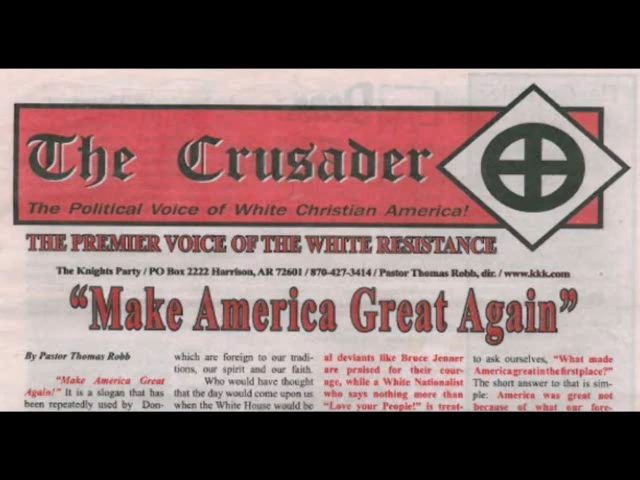 The Crusader
The Political Voice of White Christian America!
THE PREMIER VOICE OF THE WHITE RESISTANCE
The Knights Party / PO Box 2222 Harrison, AR 72601 / 870-427-3414 / Pastor Thomas Robb, dir. / www.kkk.com
“Make America Great Again”
By Pastor Thomas Robb
“Make America Great
Again!” It is a slogan that has
been repeatedly used by Don-
which are foreign to our tradi-
tions, our spirit and our faith.
Who would have thought
that the day would come upon us
when the White House would be
al deviants like Bruce Jenner
are praised for their cour-
age, while a White Nationalist
who says nothing more than
“Love your People!” is treat-
to ask ourselves, “What made
America great in the first place?”
The short answer to that is sim-
ple: America was great not
because of what our fore-